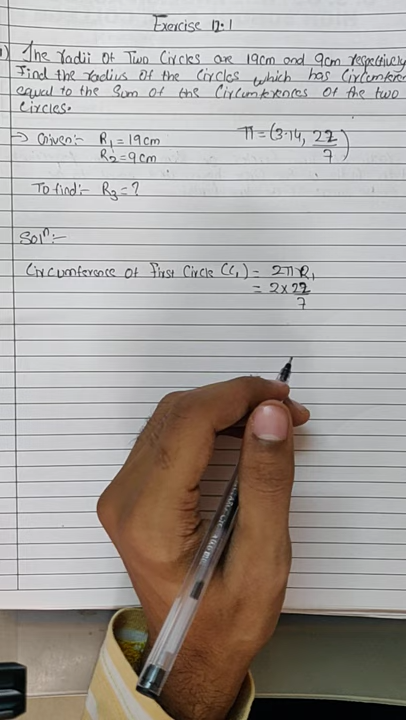 Exercise 12.1
1) The radii of Two Circles are 19cm and 9cm respectively
Find the radius of the circles which has Circumferen
equal to the Sum of the Circumferences of the two
Circles.
→ Given:- R₁ = 19cm π = (3.14, 22/7)
R₂ = 9cm
To find:- R₃ = ?
Solⁿ:-
Circumference of First Circle (C₁) = 2πR₁
= 2 × 22/7